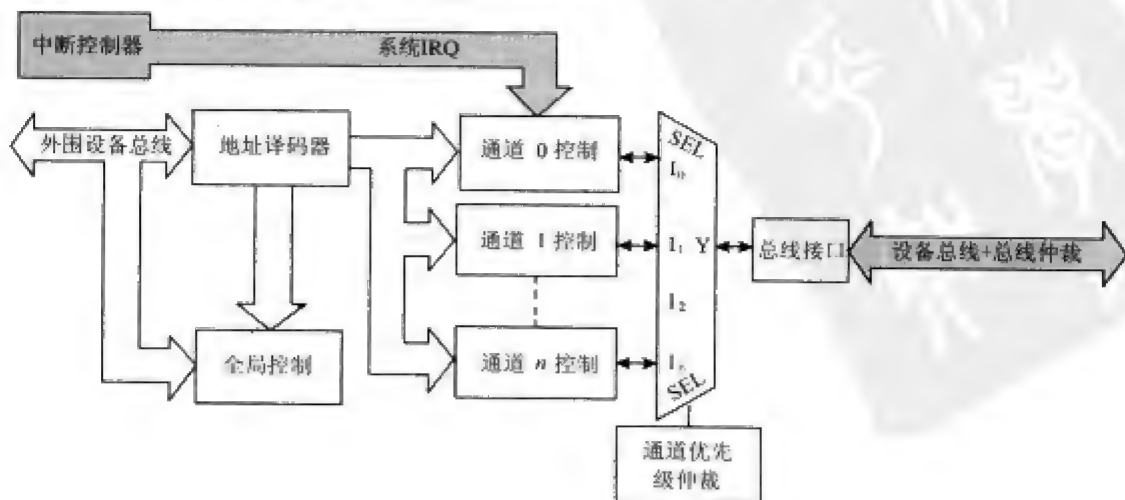 中断控制器
系统IRQ
外围设备总线
地址译码器
通道 0 控制
SEL
I₀
通道 1 控制
I₁ Y
总线接口
设备总线+总线仲裁
I₂
全局控制
通道 n 控制
Iₙ
SEL
通道优先
级仲裁